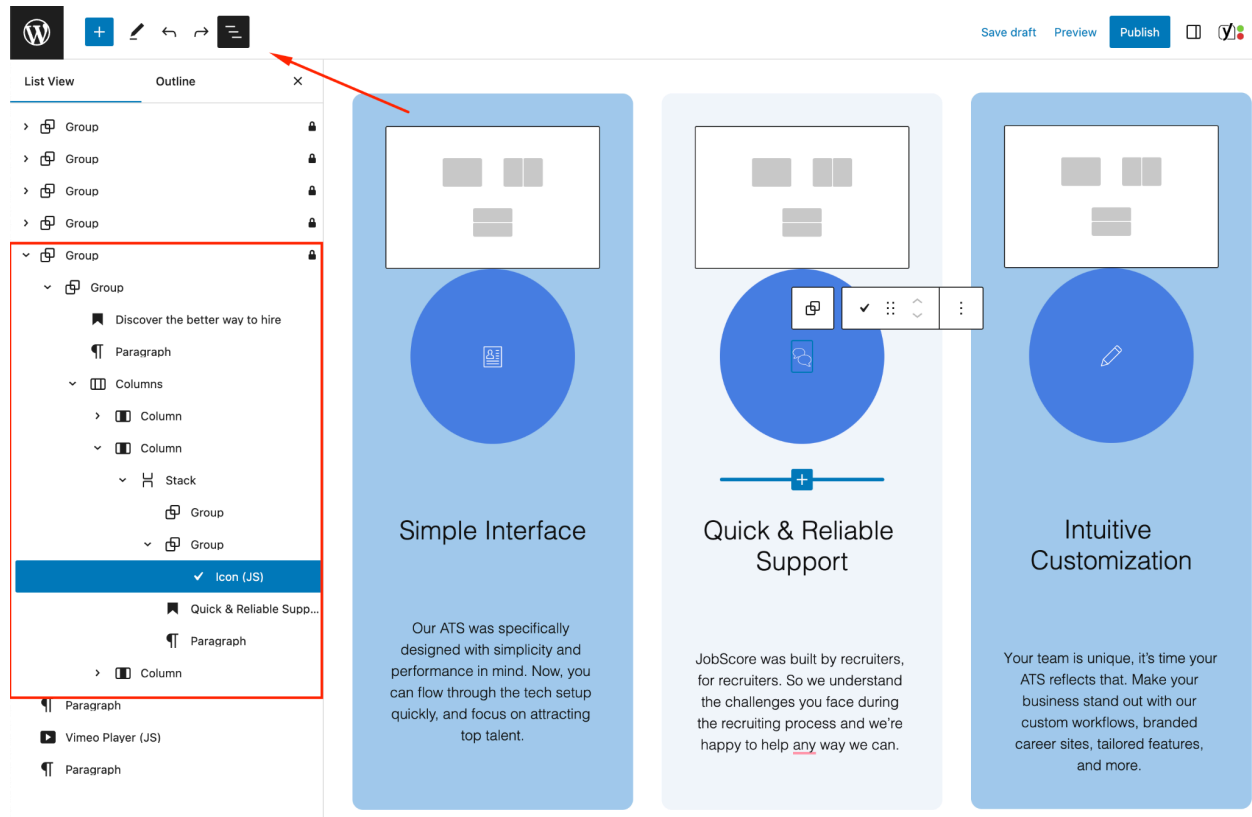 Save draft
Preview
Publish
List View
Outline
Group
Group
Group
Group
Group
Group
Discover the better way to hire
Paragraph
Columns
Column
Column
Stack
Group
Group
Icon (JS)
Quick & Reliable Supp...
Paragraph
Column
Paragraph
Vimeo Player (JS)
Paragraph
Simple Interface
Our ATS was specifically
designed with simplicity and
performance in mind. Now, you
can flow through the tech setup
quickly, and focus on attracting
top talent.
Quick & Reliable
Support
JobScore was built by recruiters,
for recruiters. So we understand
the challenges you face during
the recruiting process and we're
happy to help any way we can.
Intuitive
Customization
Your team is unique, it's time your
ATS reflects that. Make your
business stand out with our
custom workflows, branded
career sites, tailored features,
and more.